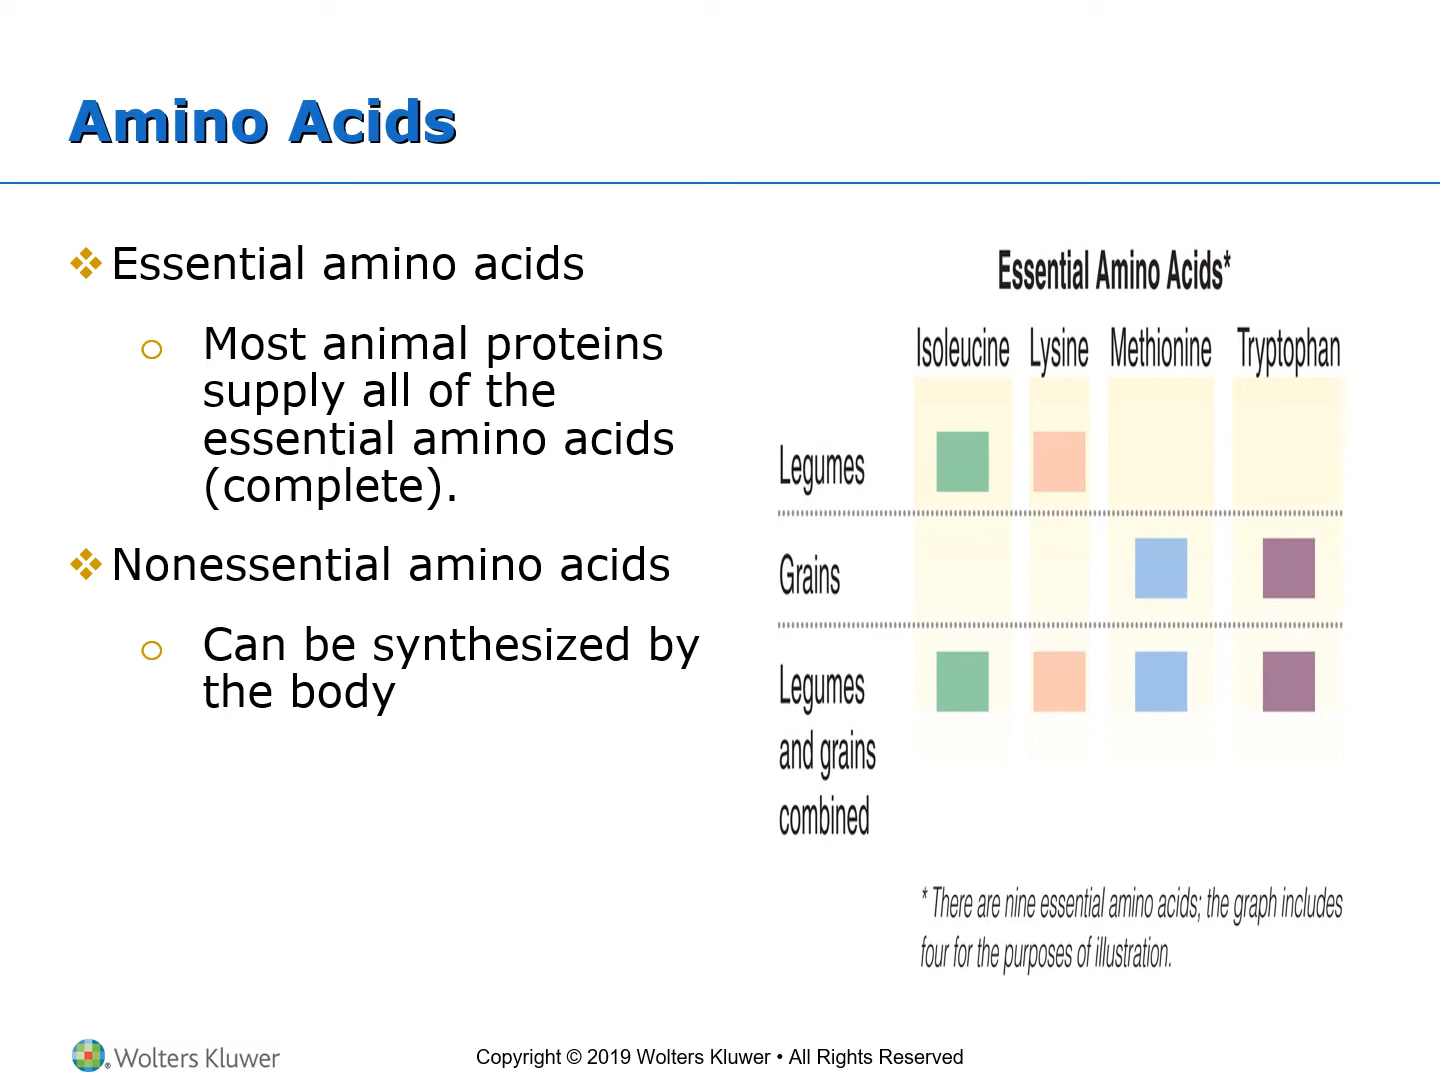 Amino Acids
❖ Essential amino acids
o Most animal proteins
supply all of the
essential amino acids
(complete).
❖ Nonessential amino acids
o Can be synthesized by
the body
Essential Amino Acids*
Isoleucine Lysine Methionine Tryptophan
Legumes
Grains
Legumes
and grains
combined
* There are nine essential amino acids; the graph includes
four for the purposes of illustration.
® Wolters Kluwer
Copyright © 2019 Wolters Kluwer • All Rights Reserved